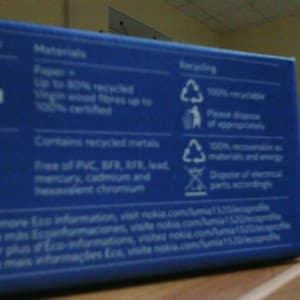 Materials
Paper +
Up to 80% recycled
Virgin wood fibres up to
100% certified
Contains recycled metals
Free of PVC, BFR, RFR, lead,
mercury, cadmium and
hexavalent chromium
Recycling
100% recyclable
Please dispose
of appropriately
100% recoverable as
materials and energy
Dispose of electrical
parts accordingly
more Eco information, visit nokia.com/lumia1520/ecoprofile
más Ecoinformaciones, visite nokia.com/lumia1520/ecoprofile
plus d'Éco-informations, visitez nokia.com/lumia1520/ecoprofile
mais informações Eco, visite nokia.com/lumia1520/ecoprofile